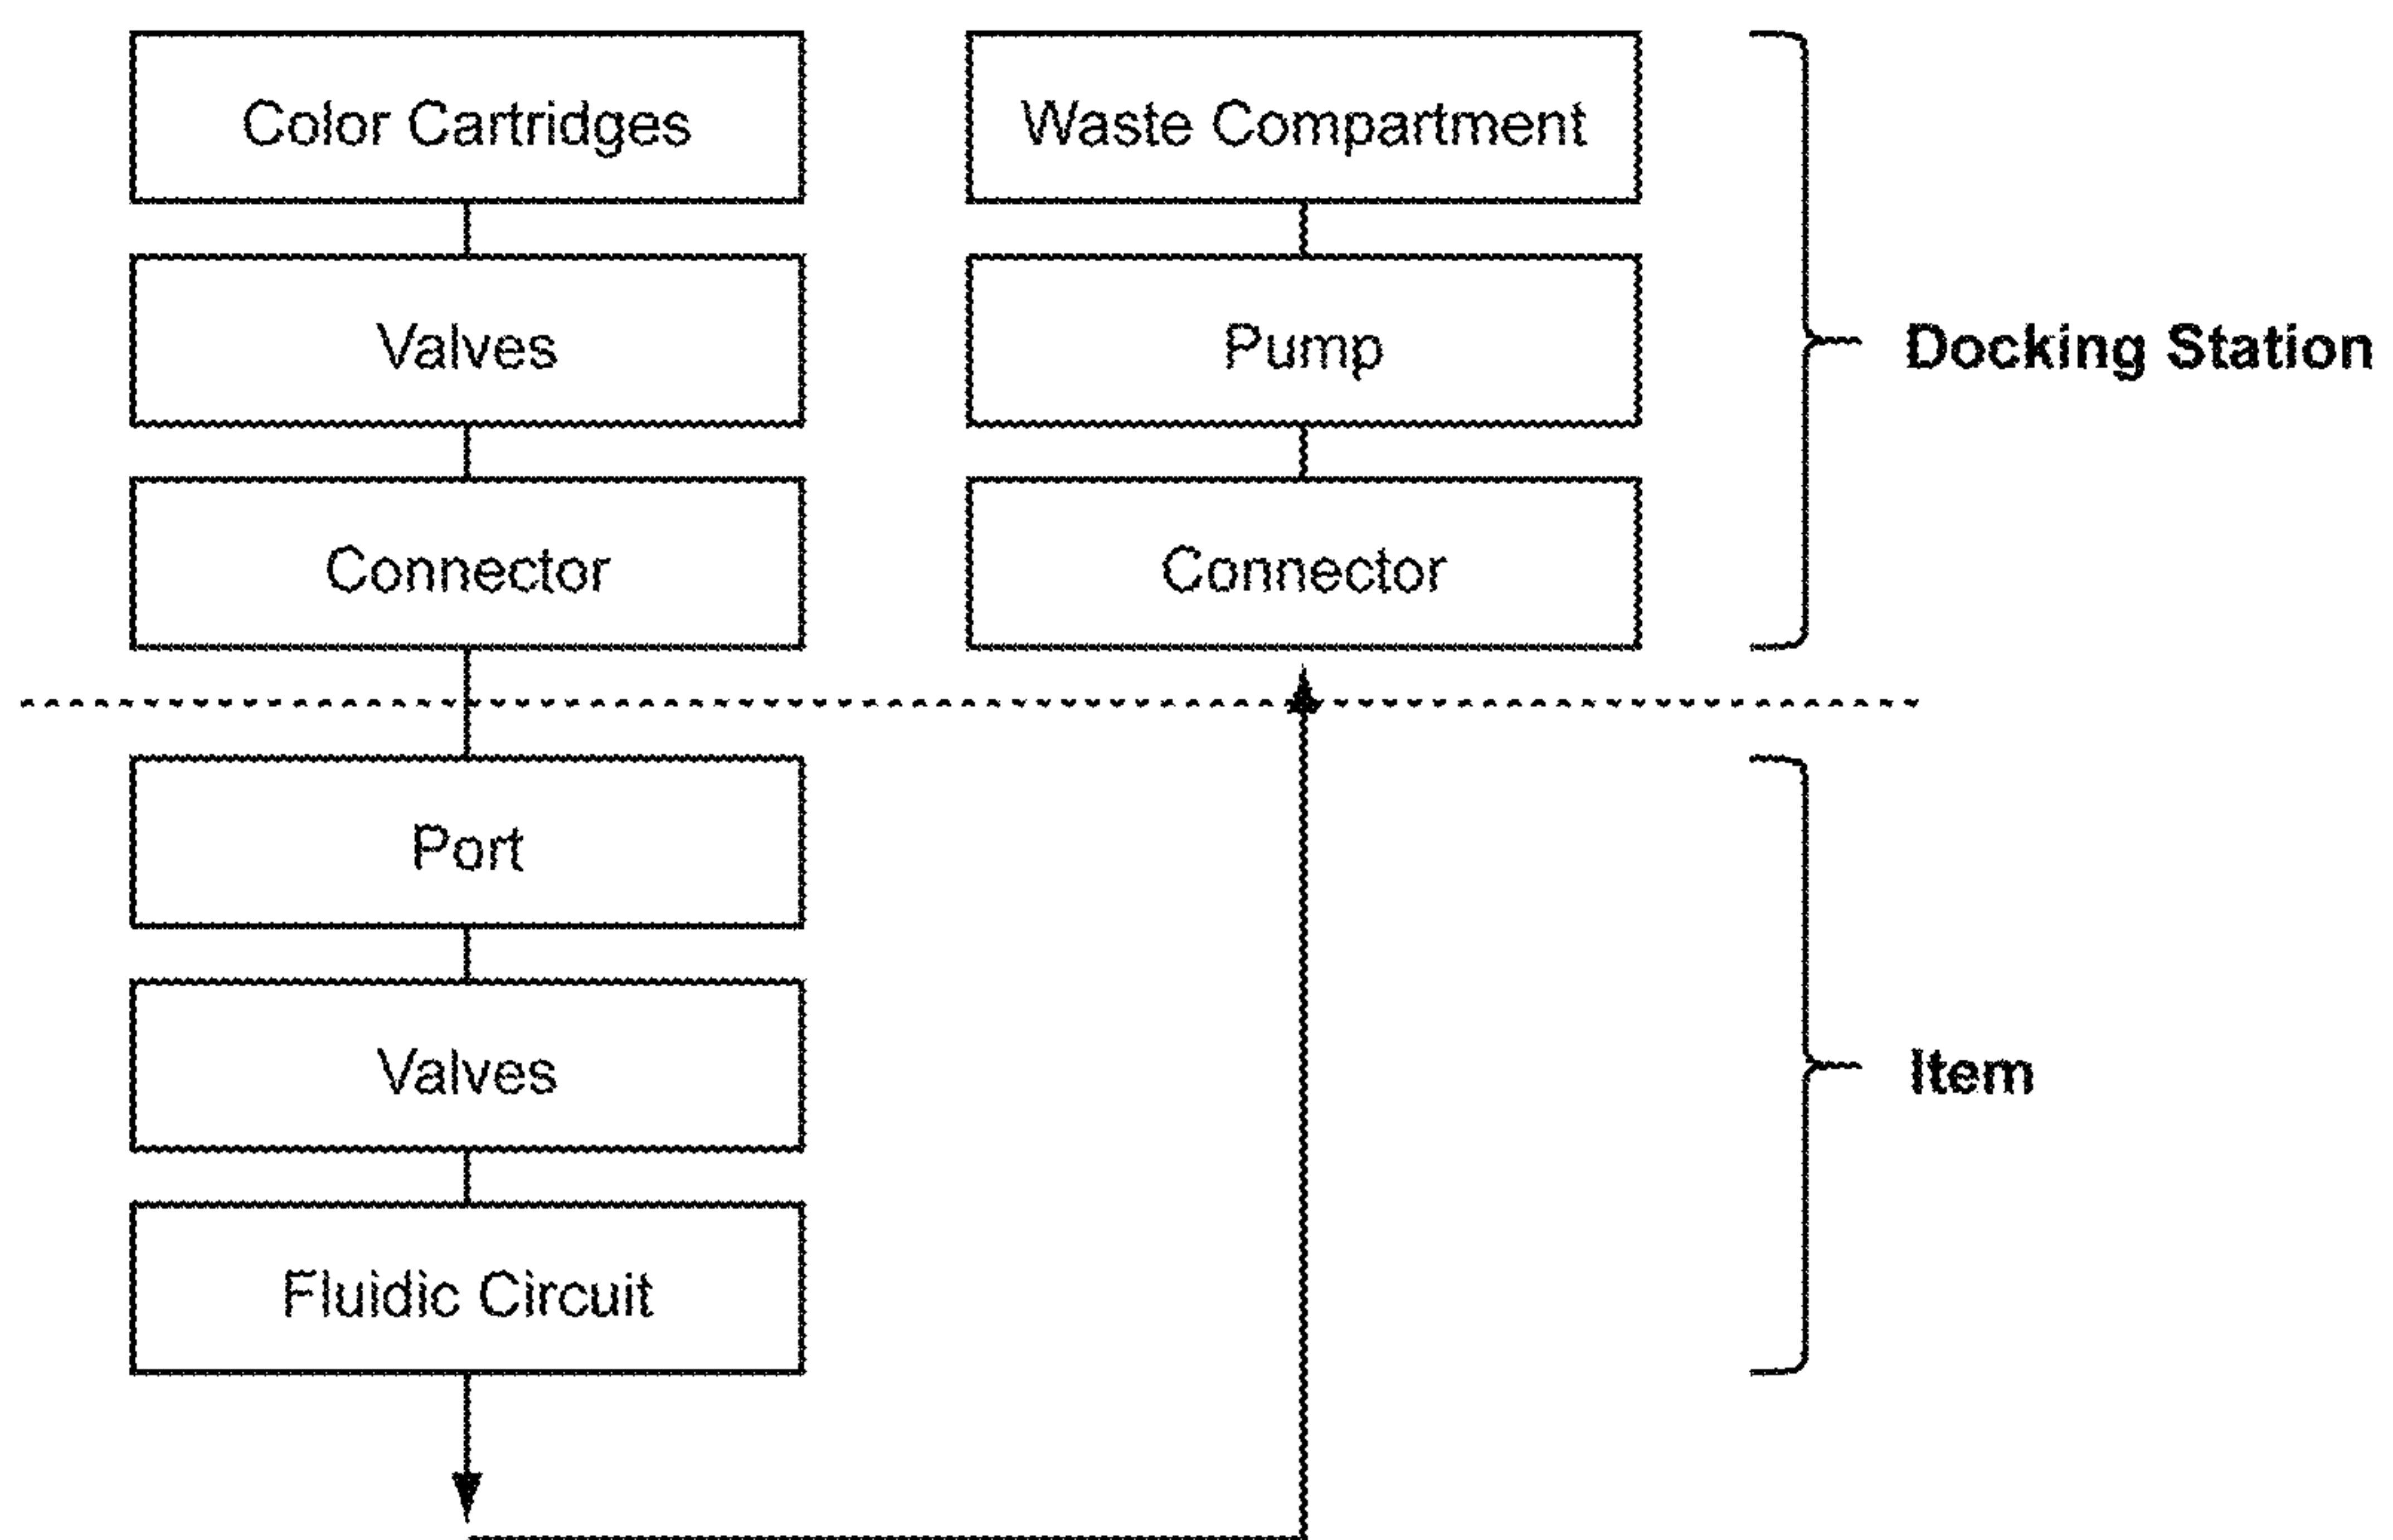 Color Cartridges
Waste Compartment
Valves
Pump
Docking Station
Connector
Connector
Port
Valves
Item
Fluidic Circuit